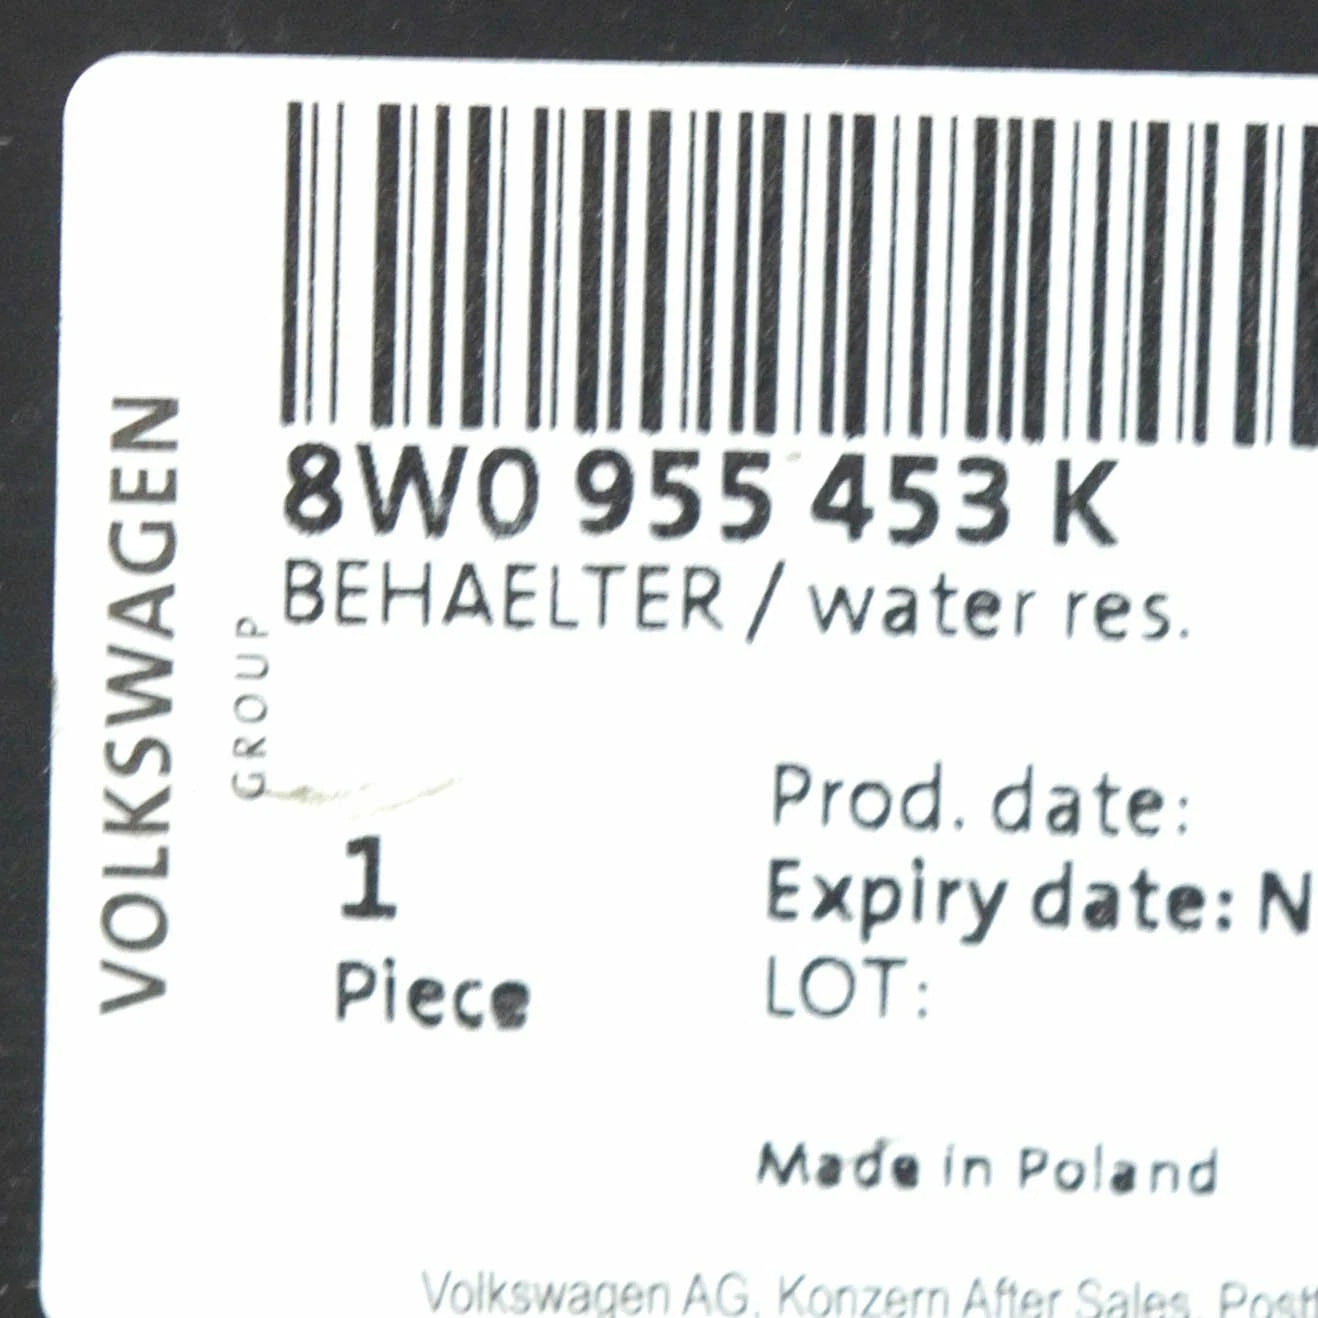 VOLKSWAGEN
GROUP
8W0 955 453 K
BEHAELTER / water res.
1
Piece
Prod. date:
Expiry date: N
LOT:
Made in Poland
Volkswagen AG, Konzern After Sales, Post